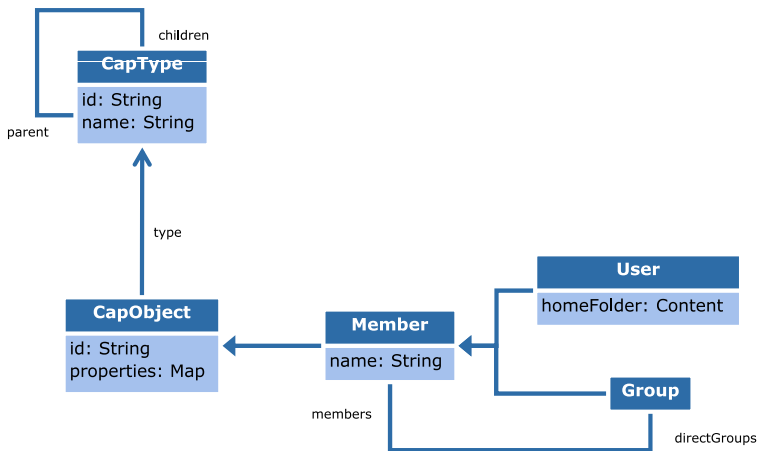 children
CapType
id: String
name: String
parent
type
User
homeFolder: Content
CapObject
id: String
properties: Map
Member
name: String
Group
members
directGroups